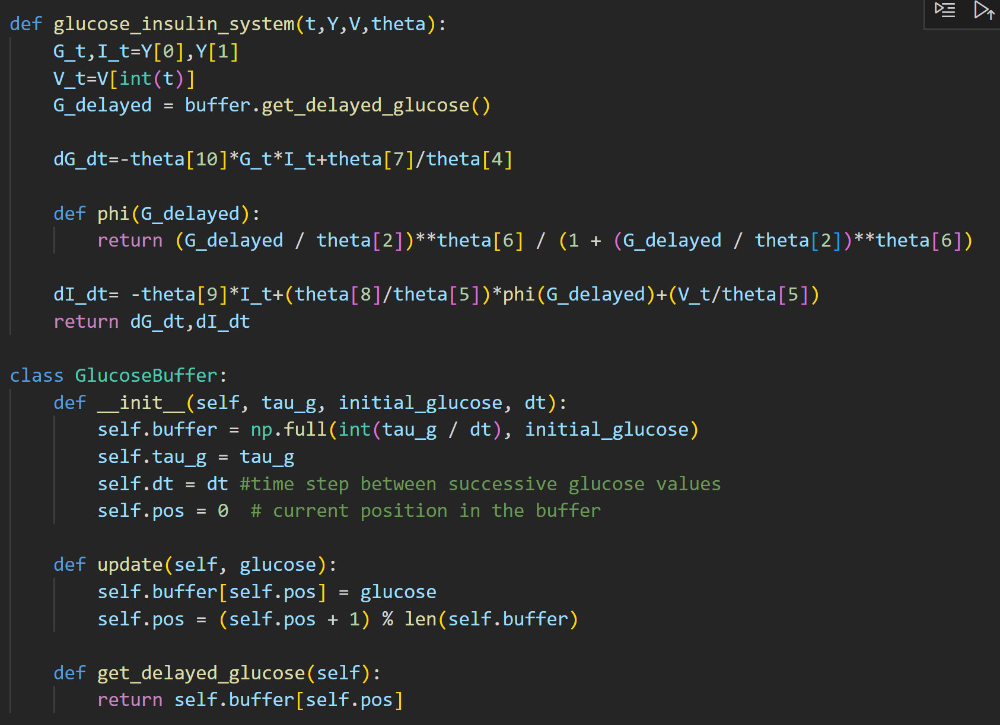 def glucose_insulin_system(t,Y,V,theta):
    G_t,I_t=Y[0],Y[1]
    V_t=V[int(t)]
    G_delayed = buffer.get_delayed_glucose()

    dG_dt=-theta[10]*G_t*I_t+theta[7]/theta[4]

    def phi(G_delayed):
        return (G_delayed / theta[2])**theta[6] / (1 + (G_delayed / theta[2])**theta[6])

    dI_dt= -theta[9]*I_t+(theta[8]/theta[5])*phi(G_delayed)+(V_t/theta[5])
    return dG_dt,dI_dt

class GlucoseBuffer:
    def __init__(self, tau_g, initial_glucose, dt):
        self.buffer = np.full(int(tau_g / dt), initial_glucose)
        self.tau_g = tau_g
        self.dt = dt #time step between successive glucose values
        self.pos = 0  # current position in the buffer

    def update(self, glucose):
        self.buffer[self.pos] = glucose
        self.pos = (self.pos + 1) % len(self.buffer)

    def get_delayed_glucose(self):
        return self.buffer[self.pos]